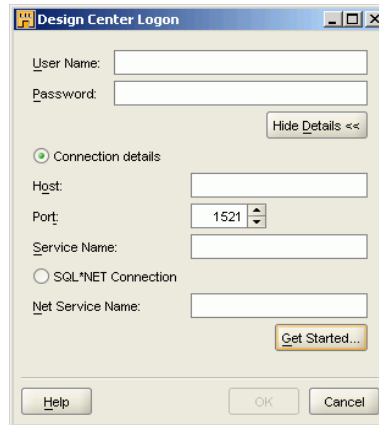 Design Center Logon
User Name:
Password:
Hide Details <<
Connection details
Host:
Port: 1521
Service Name:
SQL*NET Connection
Net Service Name:
Get Started...
Help OK Cancel